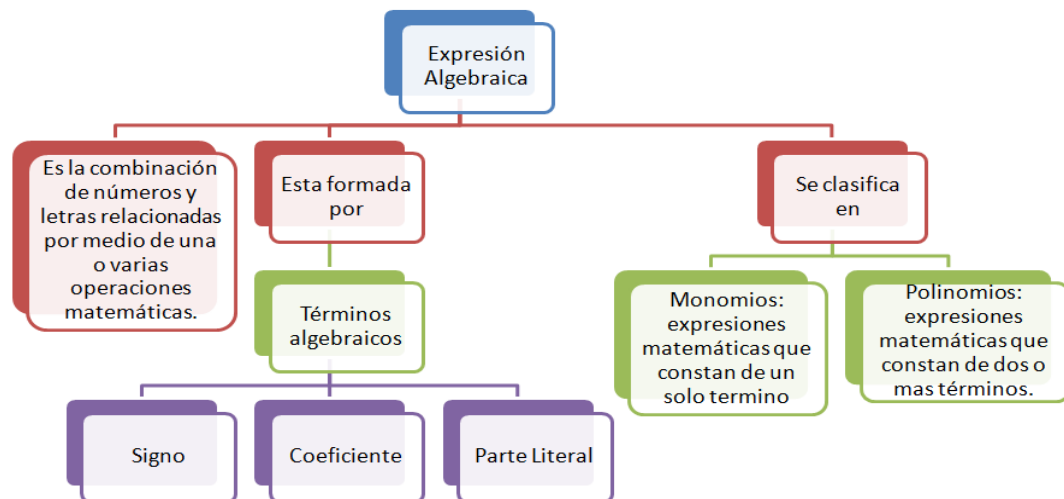 Expresión
Algebraica
Es la combinación
de números y
letras relacionadas
por medio de una
o varias
operaciones
matemáticas.
Esta formada
por
Se clasifica
en
Términos
algebraicos
Monomios:
expresiones
matemáticas que
constan de un
solo termino
Polinomios:
expresiones
matemáticas que
constan de dos o
mas términos.
Signo
Coeficiente
Parte Literal